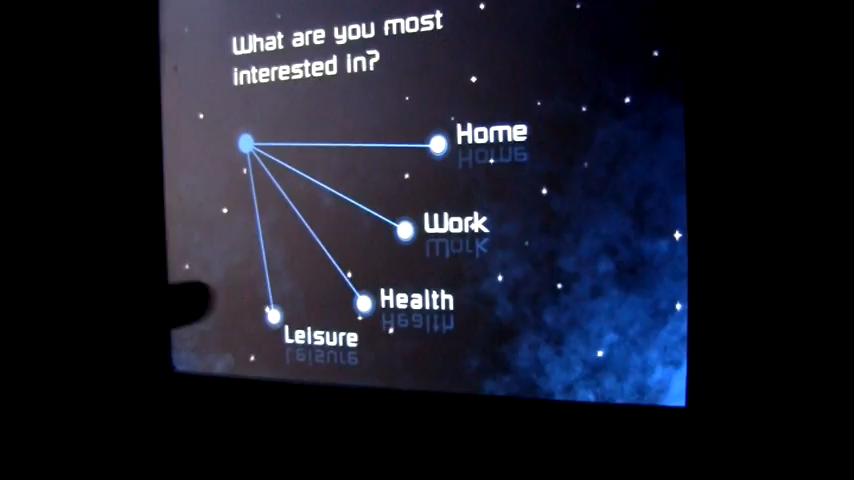 What are you most
interested in?
Home
Work
Health
Leisure